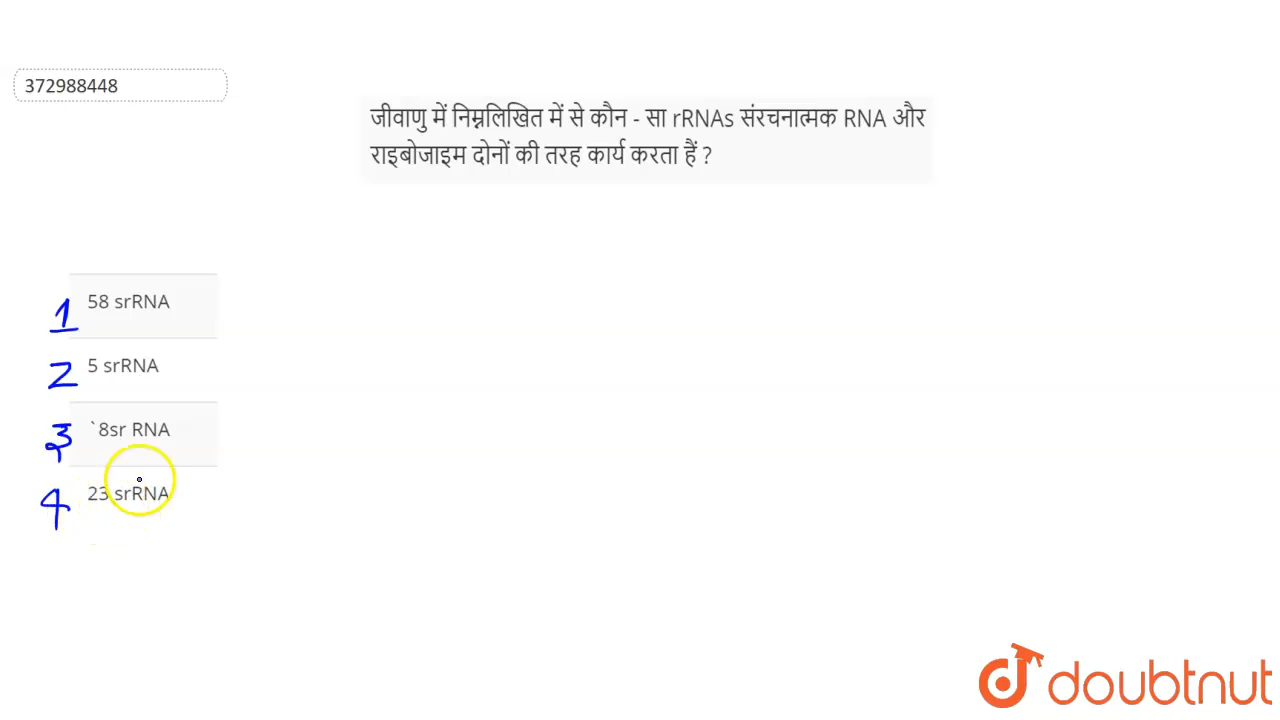 372988448
जीवाणु में निम्नलिखित में से कौन - सा rRNAs संरचनात्मक RNA और
राइबोजाइम दोनों की तरह कार्य करता हैं ?
1 58 srRNA
2 5 srRNA
३ `8sr RNA
4 23 srRNA
doubtnut